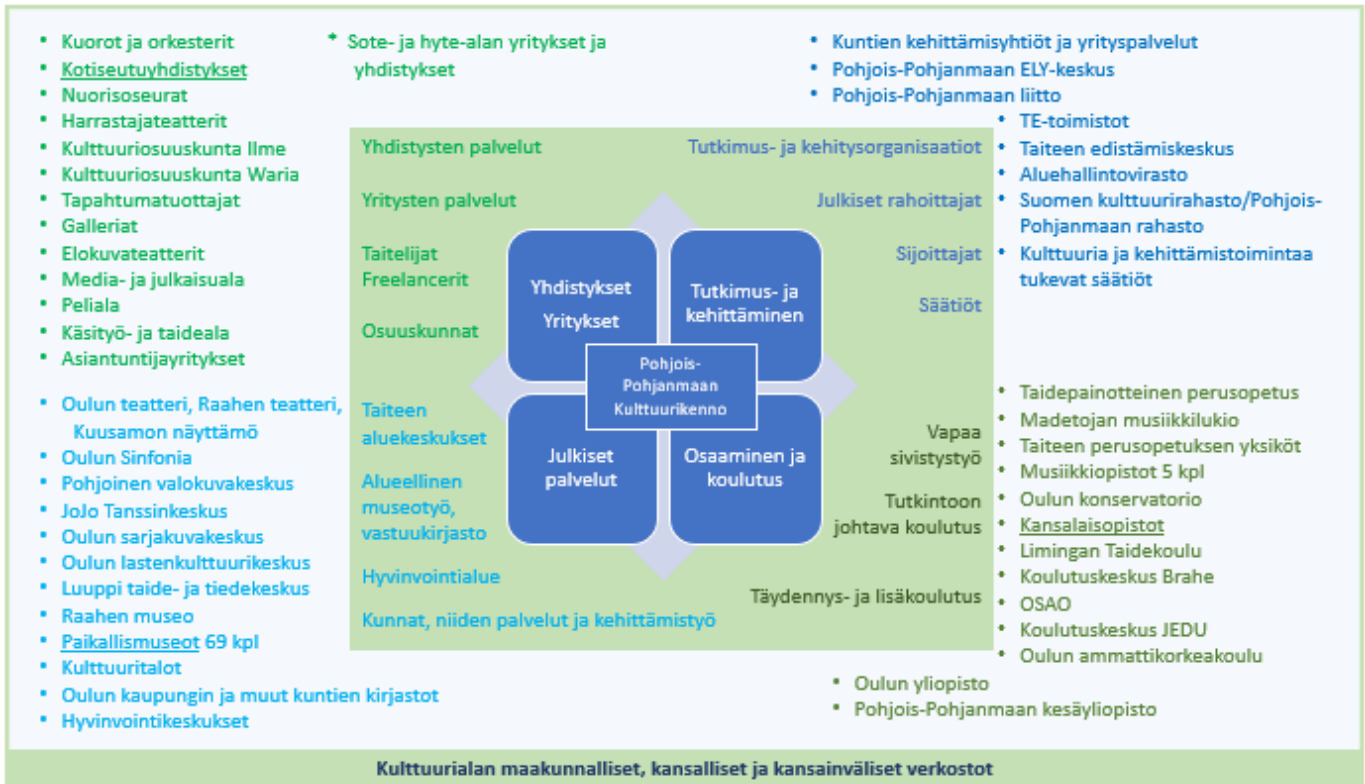 • Kuorot ja orkesterit
• Kotiseutuyhdistykset
• Nuorisoseurat
• Harrastajateatterit
• Kulttuuriosuuskunta Ilme
• Kulttuuriosuuskunta Waria
• Tapahtumatuottajat
• Galleriat
• Elokuvateatterit
• Media- ja julkaisuala
• Peliala
• Käsityö- ja taideala
• Asiantuntijayritykset
* Sote- ja hyte-alan yritykset ja
yhdistykset
• Kuntien kehittämisyhtiöt ja yrityspalvelut
• Pohjois-Pohjanmaan ELY-keskus
• Pohjois-Pohjanmaan liitto
• TE-toimistot
• Taiteen edistämiskeskus
• Aluehallintovirasto
• Suomen kulttuurirahasto/Pohjois-
Pohjanmaan rahasto
• Kulttuuria ja kehittämistoimintaa
tukevat säätiöt
Yhdistysten palvelut
Yritysten palvelut
Taitelijat
Freelancerit
Osuuskunnat
Tutkimus- ja kehitysorganisaatiot
Julkiset rahoittajat
Sijoittajat
Säätiöt
Yhdistykset
Yritykset
Tutkimus- ja
kehittäminen
Pohjois-
Pohjanmaan
Kulttuurikenno
Julkiset
palvelut
Osaaminen ja
koulutus
• Oulun teatteri, Raahen teatteri,
Kuusamon näyttämö
• Oulun Sinfonia
• Pohjoinen valokuvakeskus
• JoJo Tanssinkeskus
• Oulun sarjakuvakeskus
• Oulun lastenkulttuurikeskus
• Luuppi taide- ja tiedekeskus
• Raahen museo
• Paikallismuseot 69 kpl
• Kulttuuritalot
• Oulun kaupungin ja muut kuntien kirjastot
• Hyvinvointikeskukset
Taiteen
aluekeskukset
Alueellinen
museotyö,
vastuukirjasto
Hyvinvointialue
Kunnat, niiden palvelut ja kehittämistyö
Vapaa
sivistystyö
Tutkintoon
johtava koulutus
Täydennys- ja lisäkoulutus
• Taidepainotteinen perusopetus
• Madetojan musiikkilukio
• Taiteen perusopetuksen yksiköt
• Musiikkiopistot 5 kpl
• Oulun konservatorio
• Kansalaisopistot
• Limingan Taidekoulu
• Koulutuskeskus Brahe
• OSAO
• Koulutuskeskus JEDU
• Oulun ammattikorkeakoulu
• Oulun yliopisto
• Pohjois-Pohjanmaan kesäyliopisto
Kulttuurialan maakunnalliset, kansalliset ja kansainväliset verkostot